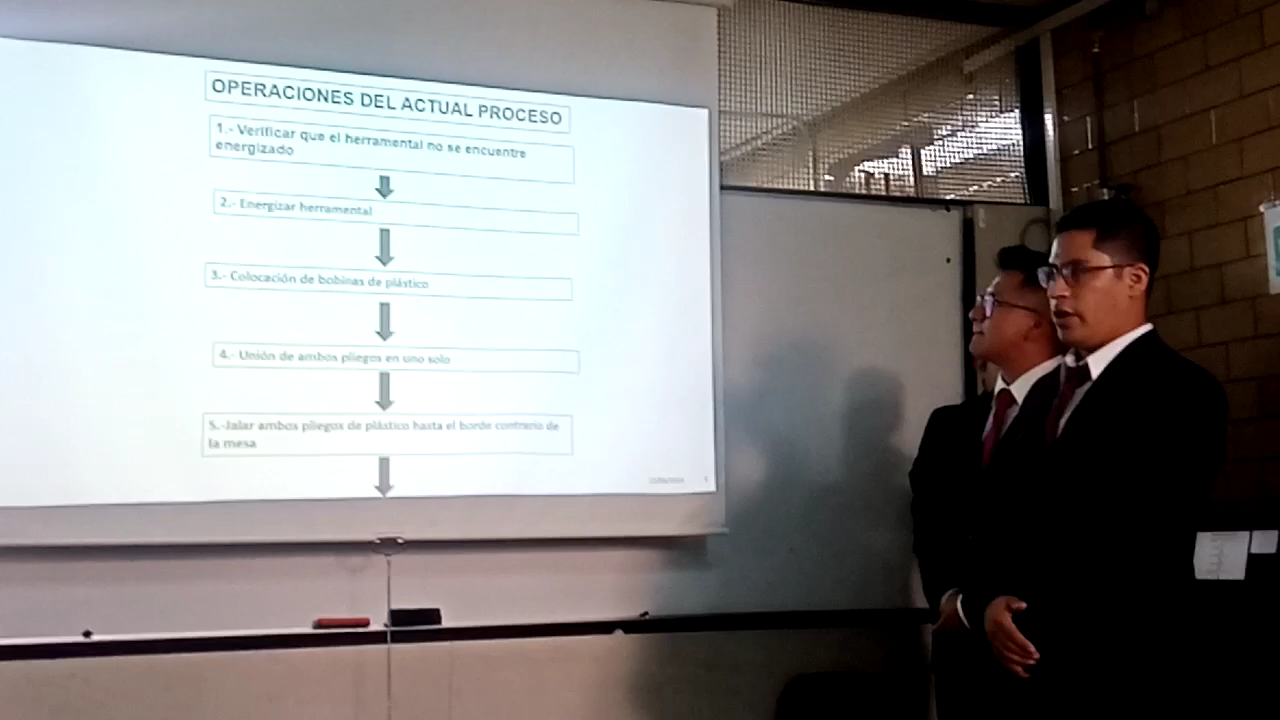 OPERACIONES DEL ACTUAL PROCESO
1.- Verificar que el herramental no se encuentre
energizado
2.- Energizar herramental
3.- Colocación de bobinas de plástico
4.- Unión de ambos pliegos en uno solo
5.-Jalar ambos pliegos de plástico hasta el borde contrario de
la mesa